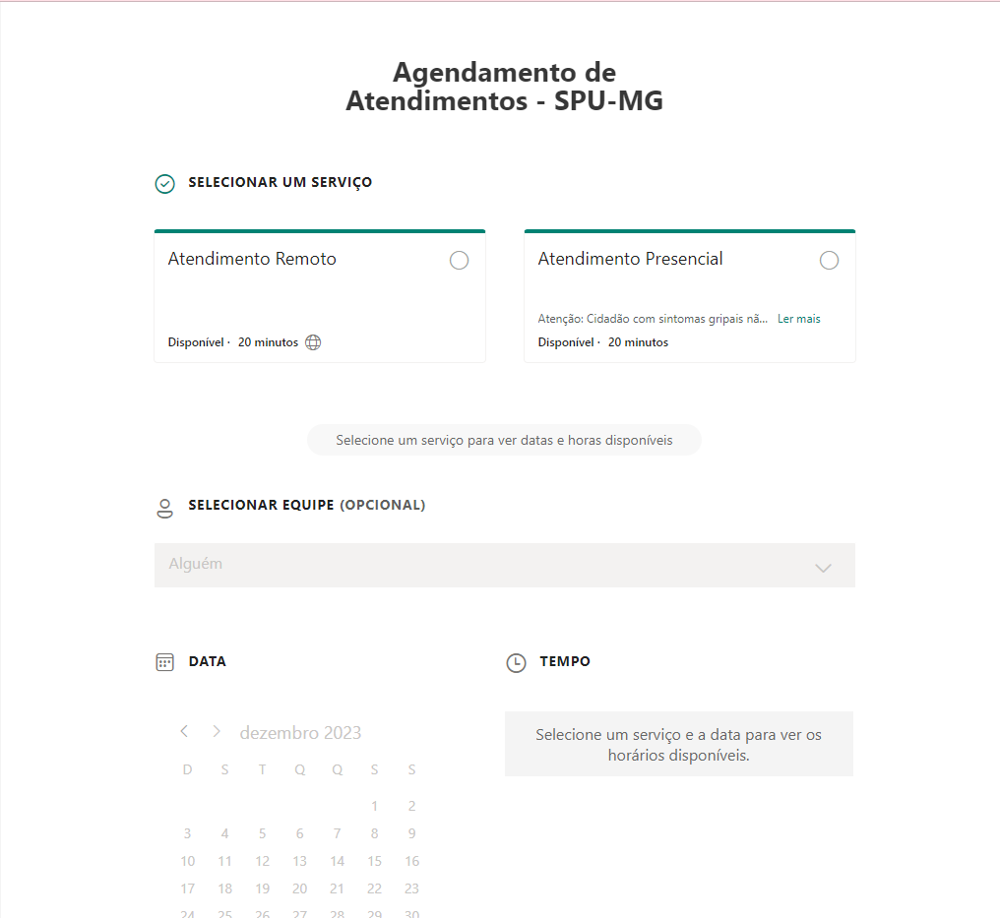 Agendamento de
Atendimentos - SPU-MG
SELECIONAR UM SERVIÇO
Atendimento Remoto
Disponível · 20 minutos
Atendimento Presencial
Atenção: Cidadão com sintomas gripais nã... Ler mais
Disponível · 20 minutos
Selecione um serviço para ver datas e horas disponíveis
SELECIONAR EQUIPE (OPCIONAL)
Alguém
DATA
dezembro 2023
D S T Q Q S S
1 2
3 4 5 6 7 8 9
10 11 12 13 14 15 16
17 18 19 20 21 22 23
24 25 26 27 28 29 30
TEMPO
Selecione um serviço e a data para ver os
horários disponíveis.